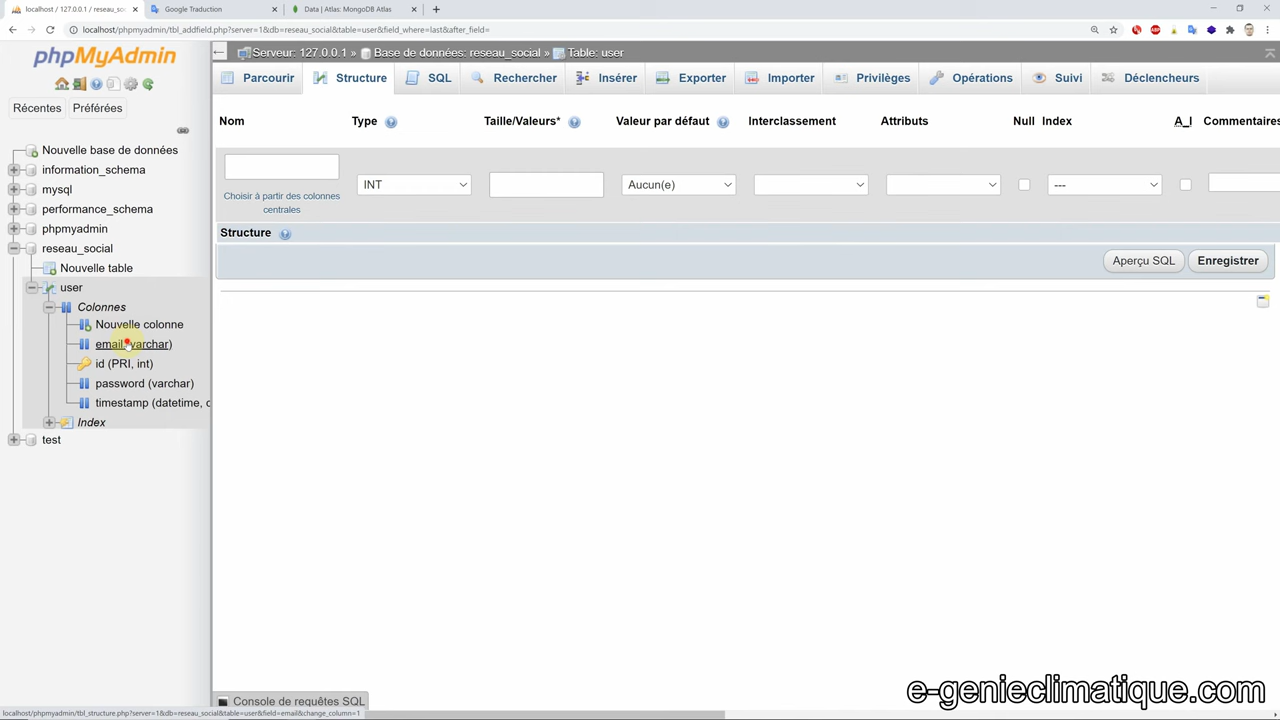 localhost / 127.0.0.1 / reseau_so
Google Traduction
Data | Atlas: MongoDB Atlas
localhost/phpmyadmin/tbl_addfield.php?server=1&db=reseau_social&table=user&field_where=last&after_field=
phpMyAdmin
Récentes
Préférées
Nouvelle base de données
information_schema
mysql
performance_schema
phpmyadmin
reseau_social
Nouvelle table
user
Colonnes
Nouvelle colonne
email (varchar)
id (PRI, int)
password (varchar)
timestamp (datetime, c
Index
test
Serveur: 127.0.0.1 » Base de données: reseau_social » Table: user
Parcourir
Structure
SQL
Rechercher
Insérer
Exporter
Importer
Privilèges
Opérations
Suivi
Déclencheurs
Nom
Type
Taille/Valeurs*
Valeur par défaut
Interclassement
Attributs
Null
Index
A_I
Commentaires
INT
Aucun(e)
---
Choisir à partir des colonnes
centrales
Structure
Aperçu SQL
Enregistrer
Console de requêtes SQL
e-genieclimatique.com
localhost/phpmyadmin/tbl_structure.php?server=1&db=reseau_social&table=user&field=email&change_column=1